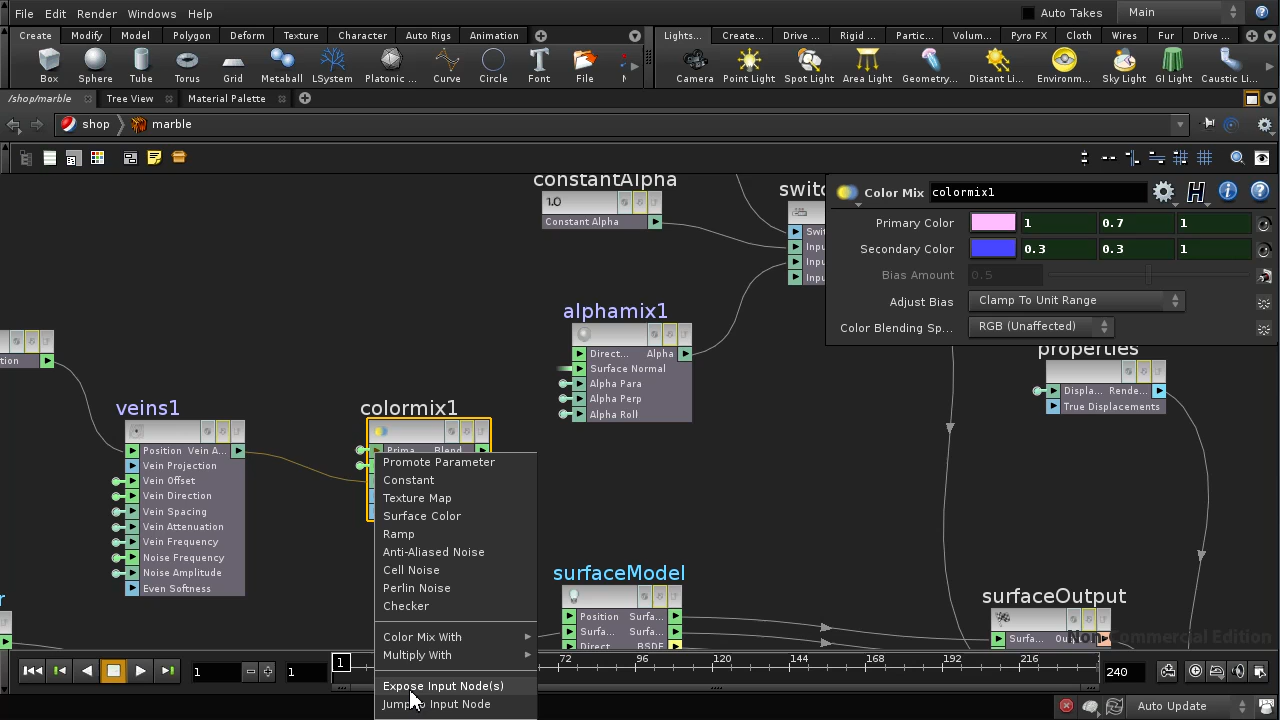 File Edit Render Windows Help Auto Takes Main
Create Modify Model Polygon Deform Texture Character Auto Rigs Animation Lights... Create... Drive ... Rigid ... Partic... Volum... Pyro FX Cloth Wires Fur Drive ...
Box Sphere Tube Torus Grid Metaball LSystem Platonic ... Curve Circle Font File Camera Point Light Spot Light Area Light Geometry... Distant Li... Environm... Sky Light GI Light Caustic Li...
/shop/marble Tree View Material Palette
shop marble
constantAlpha
1.0
Constant Alpha
Color Mix colormix1
Primary Color 1 0.7 1
Secondary Color 0.3 0.3 1
Bias Amount 0.5
Adjust Bias Clamp To Unit Range
Color Blending Sp... RGB (Unaffected)
alphamix1
Direct... Alpha
Surface Normal
Alpha Para
Alpha Perp
Alpha Roll
properties
Displa... Rende...
True Displacements
veins1
Position Vein A...
Vein Projection
Vein Offset
Vein Direction
Vein Spacing
Vein Attenuation
Vein Frequency
Noise Frequency
Noise Amplitude
Even Softness
colormix1
Prima... Blend...
Promote Parameter
Constant
Texture Map
Surface Color
Ramp
Anti-Aliased Noise
Cell Noise
Perlin Noise
Checker
Color Mix With
Multiply With
Expose Input Node(s)
Jump to Input Node
surfaceModel
Position Surfa...
Surfa... Surfa...
Direct... BSDF
surfaceOutput
Surfa...
Non-Commercial Edition
1 1 1 72 96 120 144 168 192 216 240
Auto Update